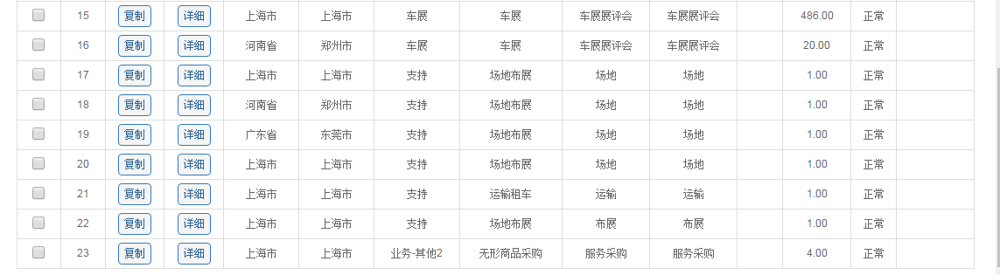 15 复制 详细 上海市 上海市 车展 车展 车展展评会 车展展评会 486.00 正常
16 复制 详细 河南省 郑州市 车展 车展 车展展评会 车展展评会 20.00 正常
17 复制 详细 上海市 上海市 支持 场地布展 场地 场地 1.00 正常
18 复制 详细 河南省 郑州市 支持 场地布展 场地 场地 1.00 正常
19 复制 详细 广东省 东莞市 支持 场地布展 场地 场地 1.00 正常
20 复制 详细 上海市 上海市 支持 场地布展 场地 场地 1.00 正常
21 复制 详细 上海市 上海市 支持 运输租车 运输 运输 1.00 正常
22 复制 详细 上海市 上海市 支持 场地布展 布展 布展 1.00 正常
23 复制 详细 上海市 上海市 业务-其他2 无形商品采购 服务采购 服务采购 4.00 正常